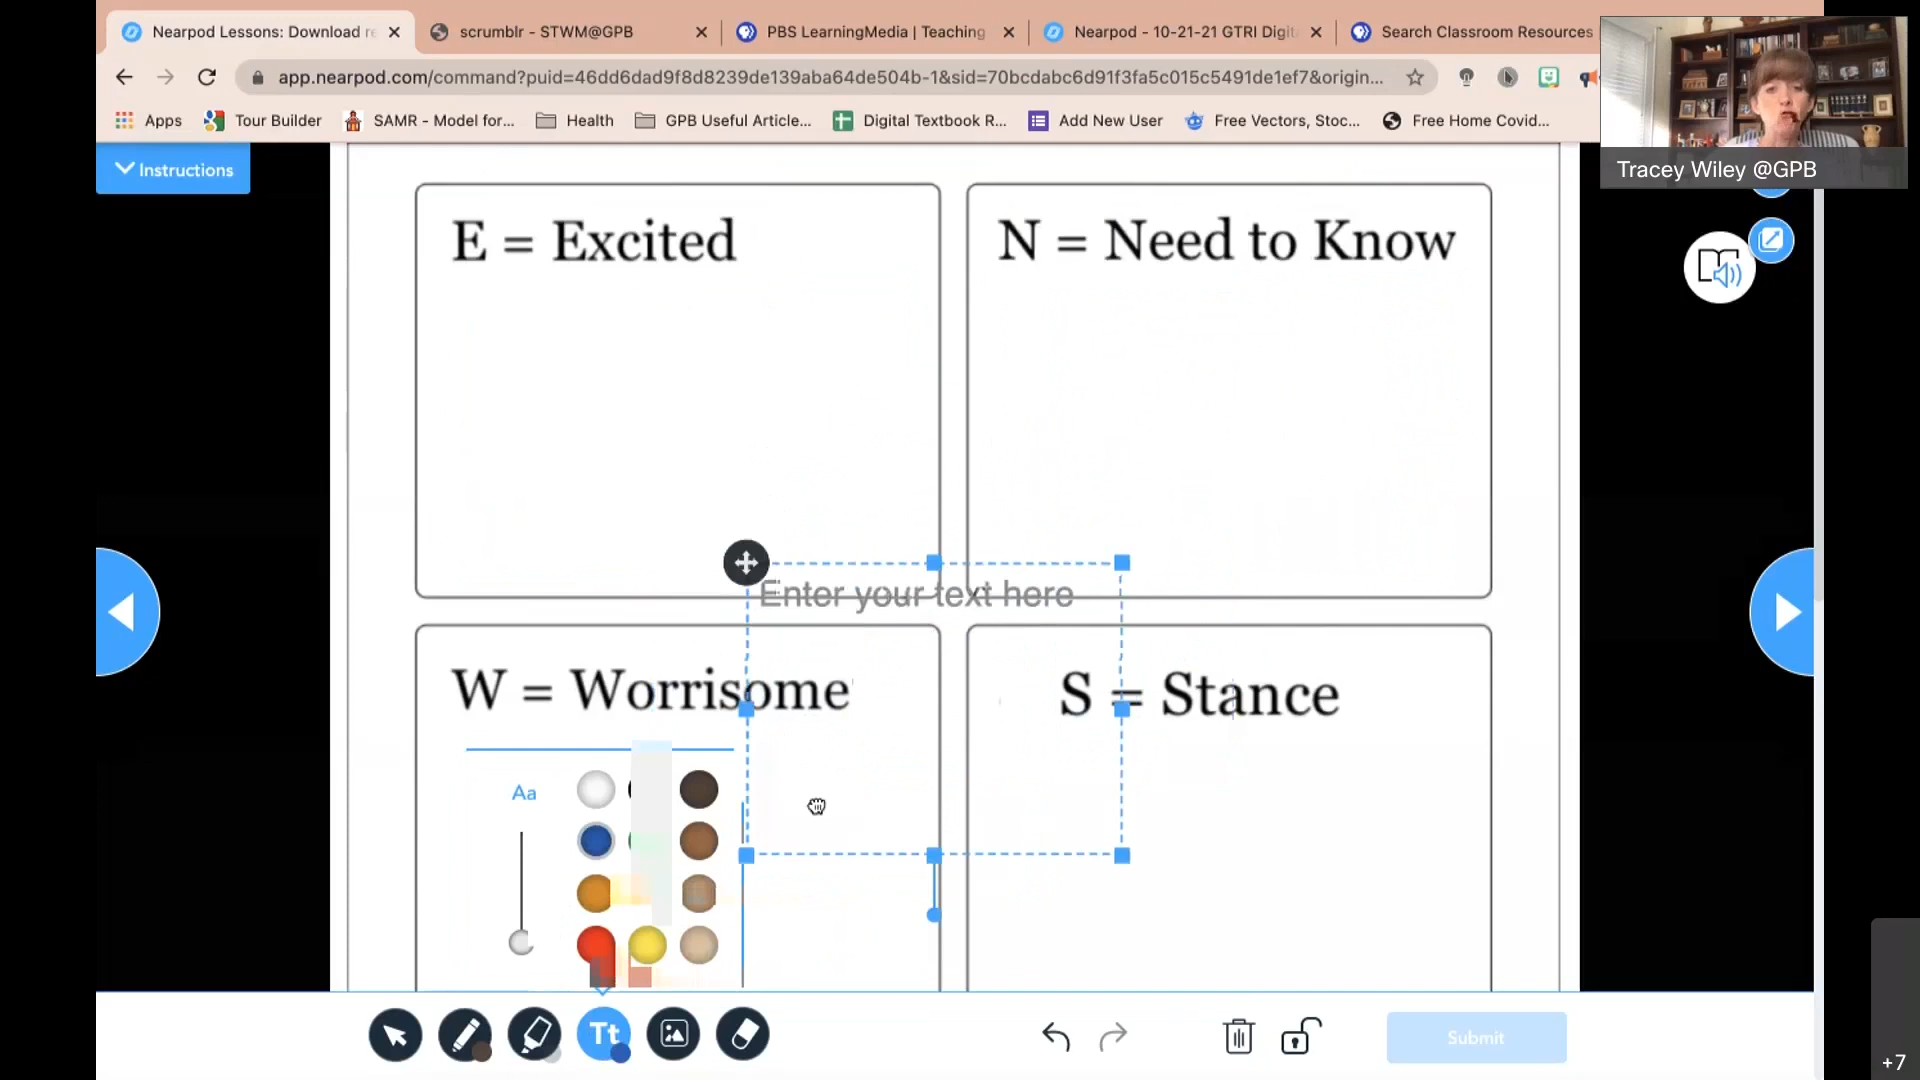 Nearpod Lessons: Download re
scrumblr - STWM@GPB
PBS LearningMedia | Teaching
Nearpod - 10-21-21 GTRI Digit
Search Classroom Resources
app.nearpod.com/command?puid=46dd6dad9f8d8239de139aba64de504b-1&sid=70bcdabc6d91f3fa5c015c5491de1ef7&origin...
Apps
Tour Builder
SAMR - Model for...
Health
GPB Useful Article...
Digital Textbook R...
Add New User
Free Vectors, Stoc...
Free Home Covid...
Tracey Wiley @GPB
Instructions
E = Excited
N = Need to Know
Enter your text here
W = Worrisome
S = Stance
Aa
Tt
Submit
+7